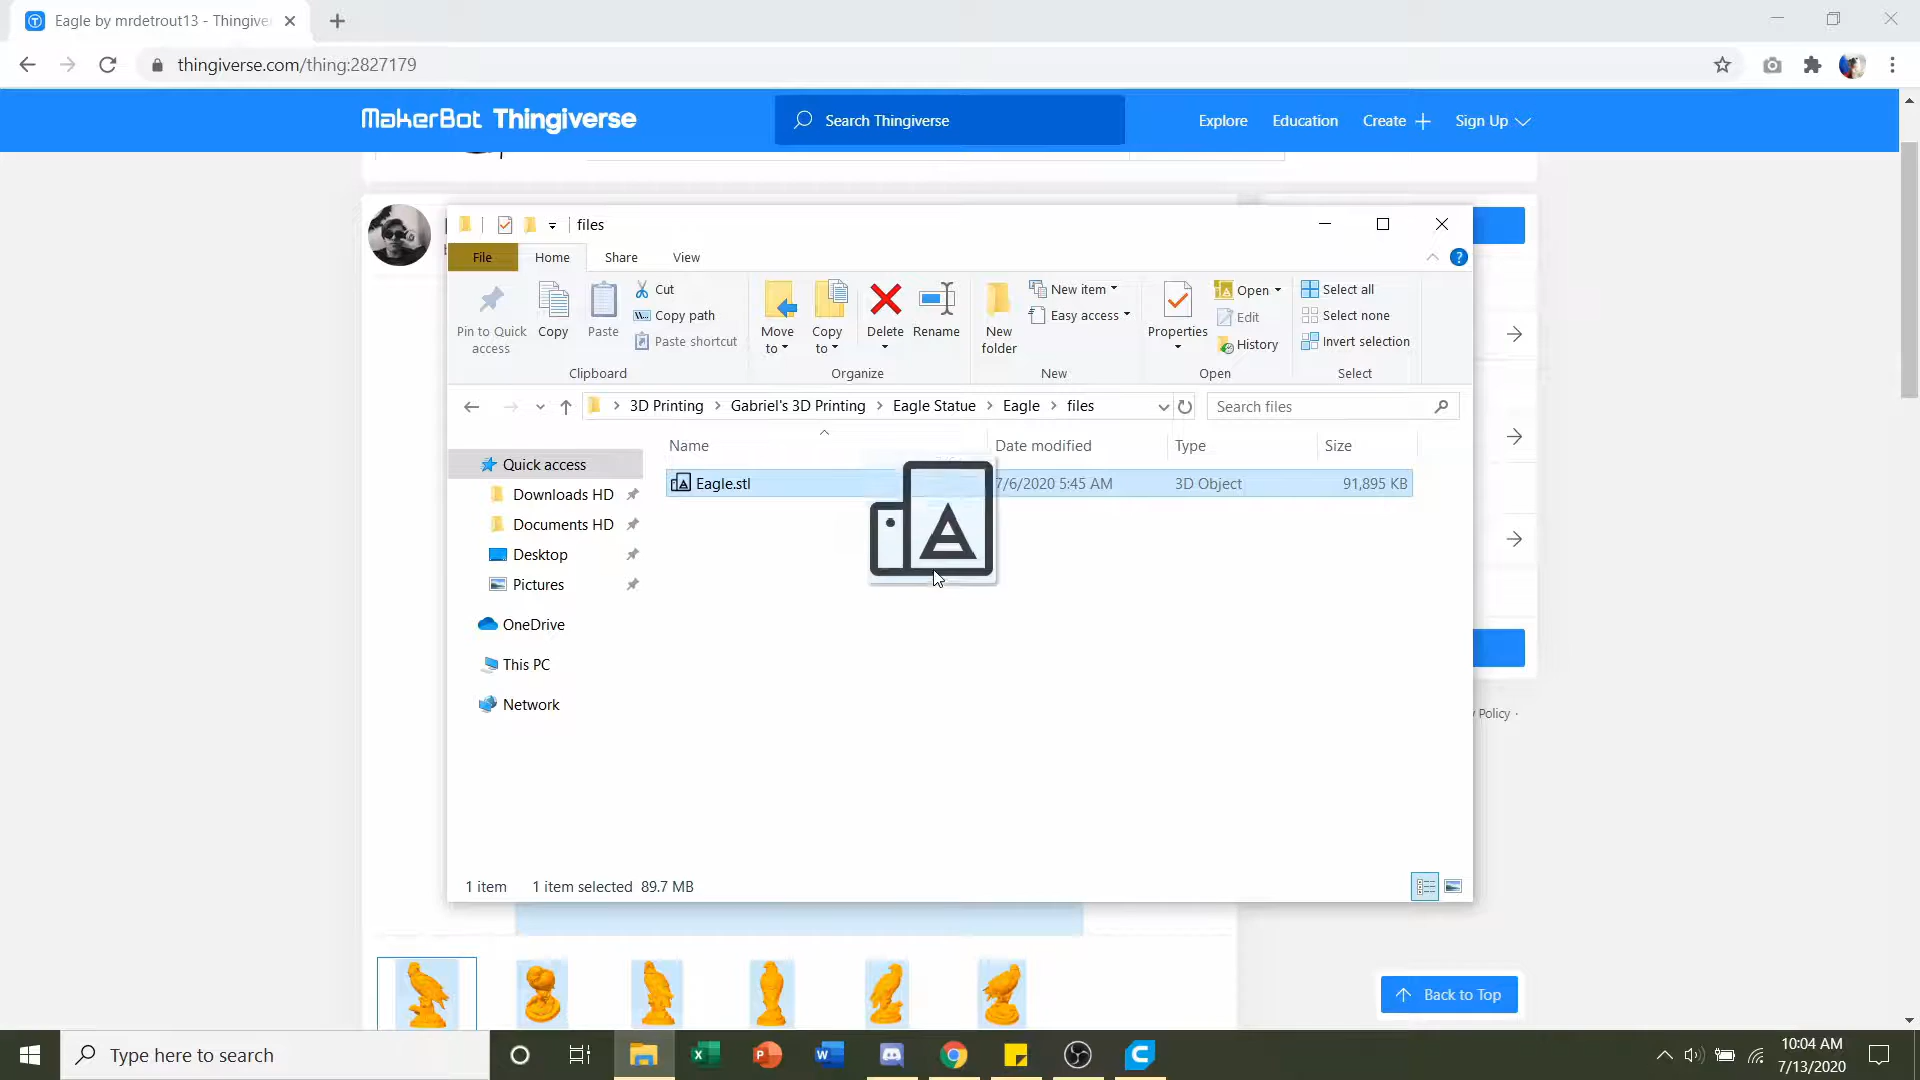 Eagle by mrdetrout13 - Thingive
thingiverse.com/thing:2827179
MakerBot Thingiverse
Search Thingiverse
Explore Education Create Sign Up
files
File Home Share View
Pin to Quick access
Copy
Paste
Cut
Copy path
Paste shortcut
Clipboard
Move to
Copy to
Delete
Rename
Organize
New folder
New item
Easy access
New
Properties
Open
Edit
History
Open
Select all
Select none
Invert selection
Select
3D Printing > Gabriel's 3D Printing > Eagle Statue > Eagle > files
Search files
Name Date modified Type Size
Eagle.stl 7/6/2020 5:45 AM 3D Object 91,895 KB
Quick access
Downloads HD
Documents HD
Desktop
Pictures
OneDrive
This PC
Network
Policy ·
1 item 1 item selected 89.7 MB
Back to Top
Type here to search
10:04 AM
7/13/2020